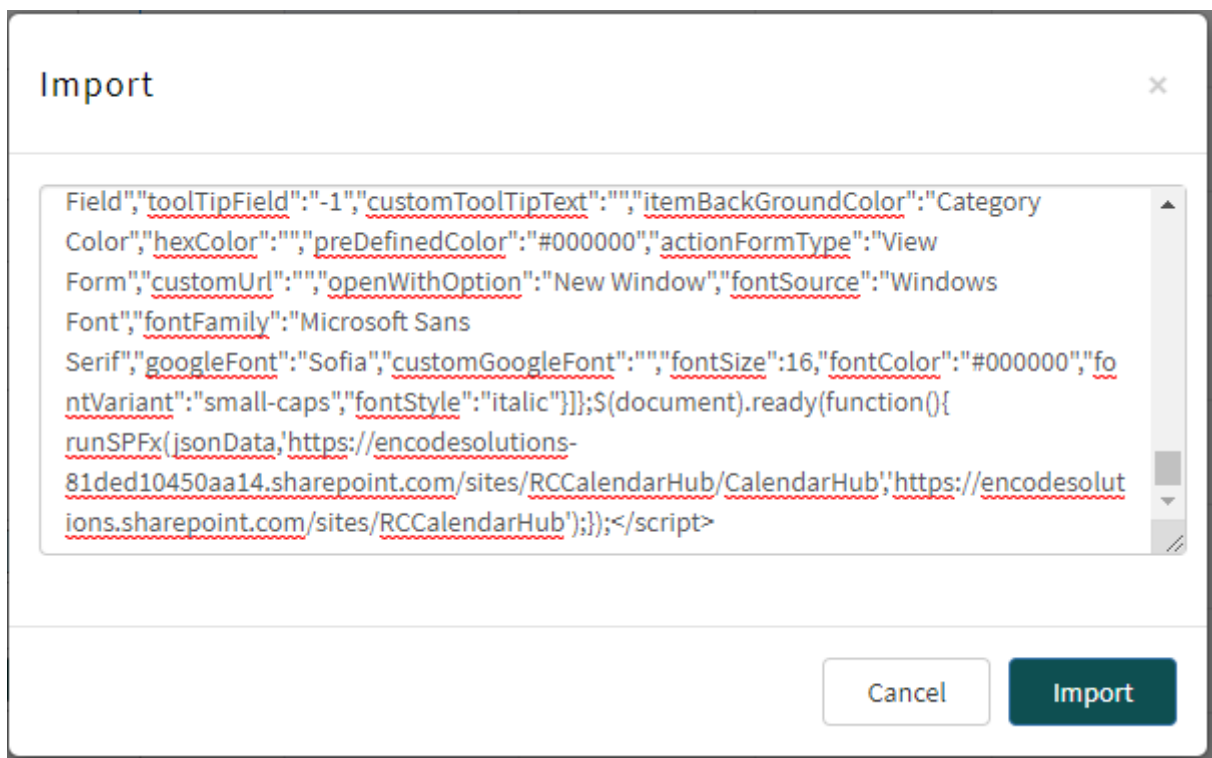 Import
×
Field","toolTipField":"-1","customToolTipText":"","itemBackGroundColor":"Category
Color","hexColor":"","preDefinedColor":"#000000","actionFormType":"View
Form","customUrl":"","openWithOption":"New Window","fontSource":"Windows
Font","fontFamily":"Microsoft Sans
Serif","googleFont":"Sofia","customGoogleFont":"","fontSize":16,"fontColor":"#000000","fo
ntVariant":"small-caps","fontStyle":"italic"}]};$(document).ready(function(){
runSPFx(jsonData,'https://encodesolutions-
81ded10450aa14.sharepoint.com/sites/RCCalendarHub/CalendarHub','https://encodesolut
ions.sharepoint.com/sites/RCCalendarHub');});</script>
Cancel
Import